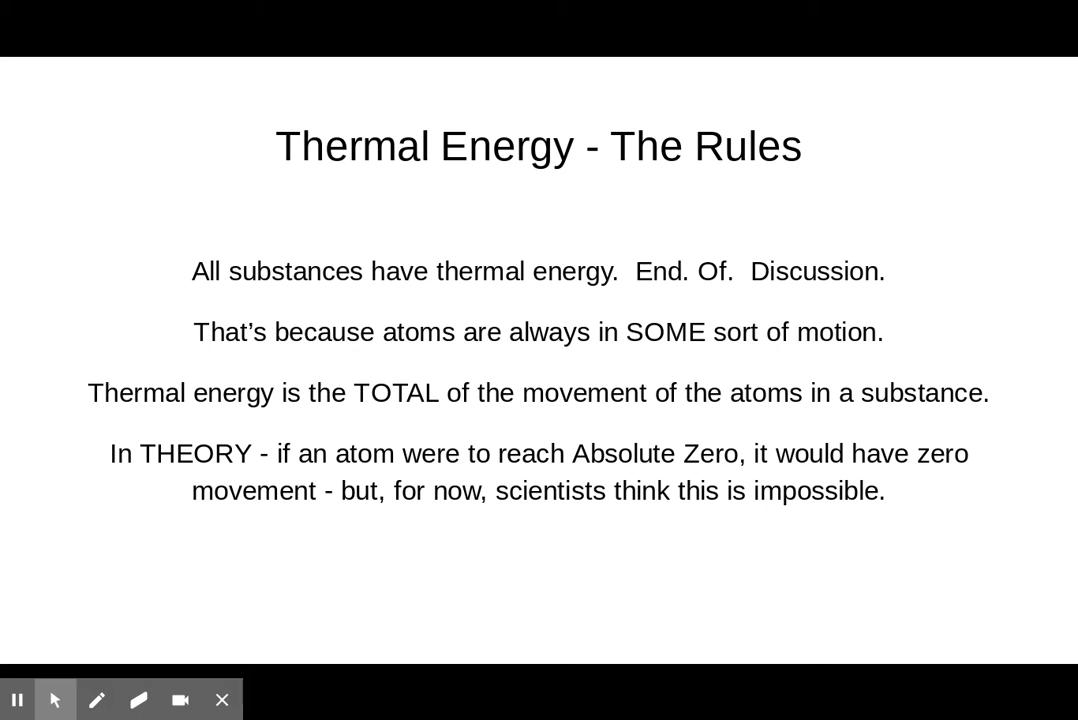 Thermal Energy - The Rules
All substances have thermal energy.  End. Of.  Discussion.
That’s because atoms are always in SOME sort of motion.
Thermal energy is the TOTAL of the movement of the atoms in a substance.
In THEORY - if an atom were to reach Absolute Zero, it would have zero
movement - but, for now, scientists think this is impossible.